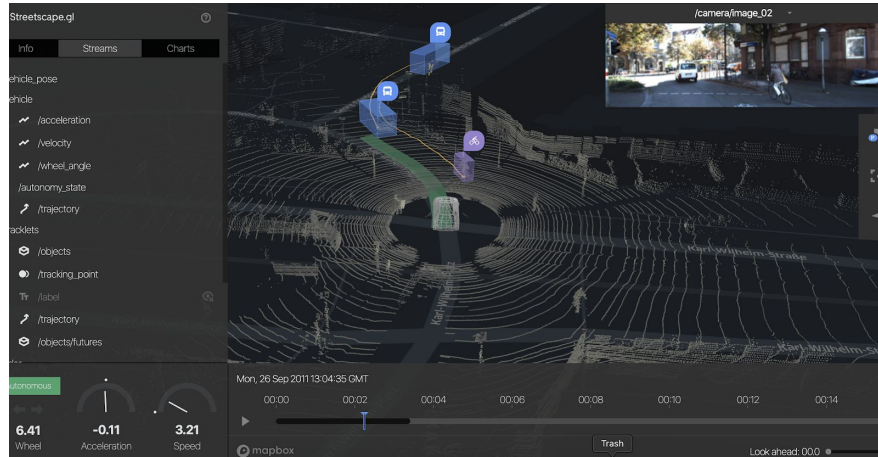 Streetscape.gl
Info
Streams
Charts
ehicle_pose
ehicle
/acceleration
/velocity
/wheel_angle
/autonomy_state
/trajectory
racklets
/objects
/tracking_point
Tr /label
/trajectory
/objects/futures
utonomous
6.41
Wheel
-0.11
Acceleration
3.21
Speed
/camera/image_02
Karl-Wilhelm-Straße
Karl-Wilhelm-St
Mon, 26 Sep 2011 13:04:35 GMT
00:00 00:02 00:04 00:06 00:08 00:10 00:12 00:14
mapbox
Trash
Look ahead: 00.0